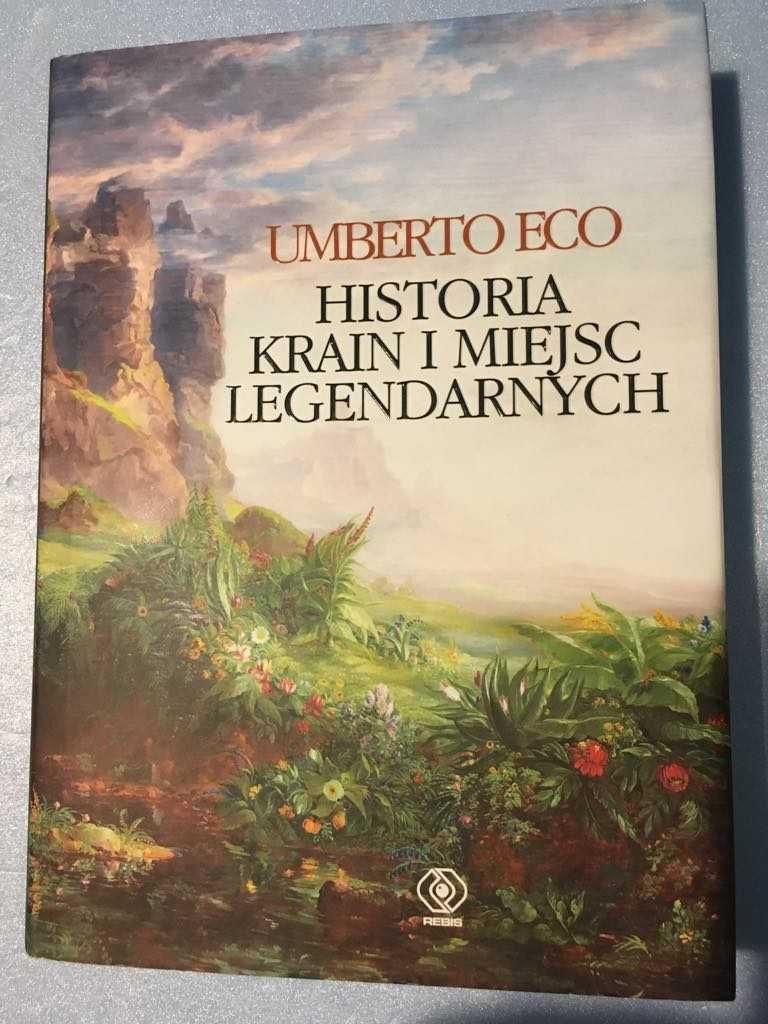 UMBERTO ECO
HISTORIA
KRAIN I MIEJSC
LEGENDARNYCH
REBIS